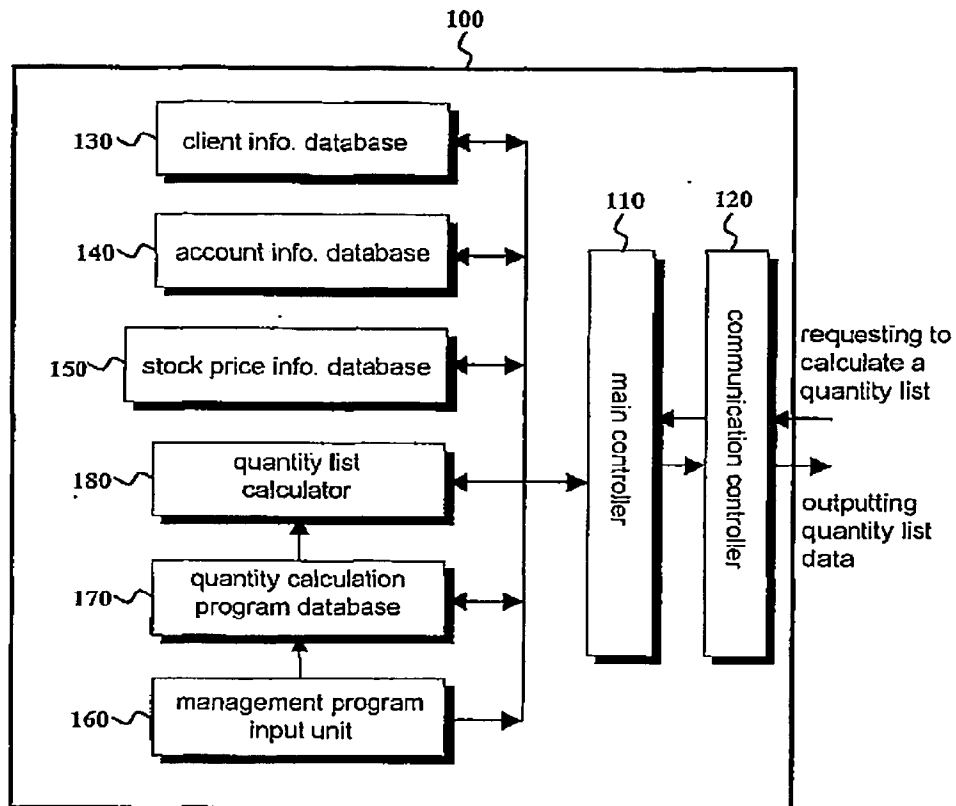 100
130
client info. database
110
120
140
account info. database
150
stock price info. database
main controller
communication controller
requesting to
calculate a
quantity list
180
quantity list
calculator
outputting
quantity list
data
170
quantity calculation
program database
160
management program
input unit